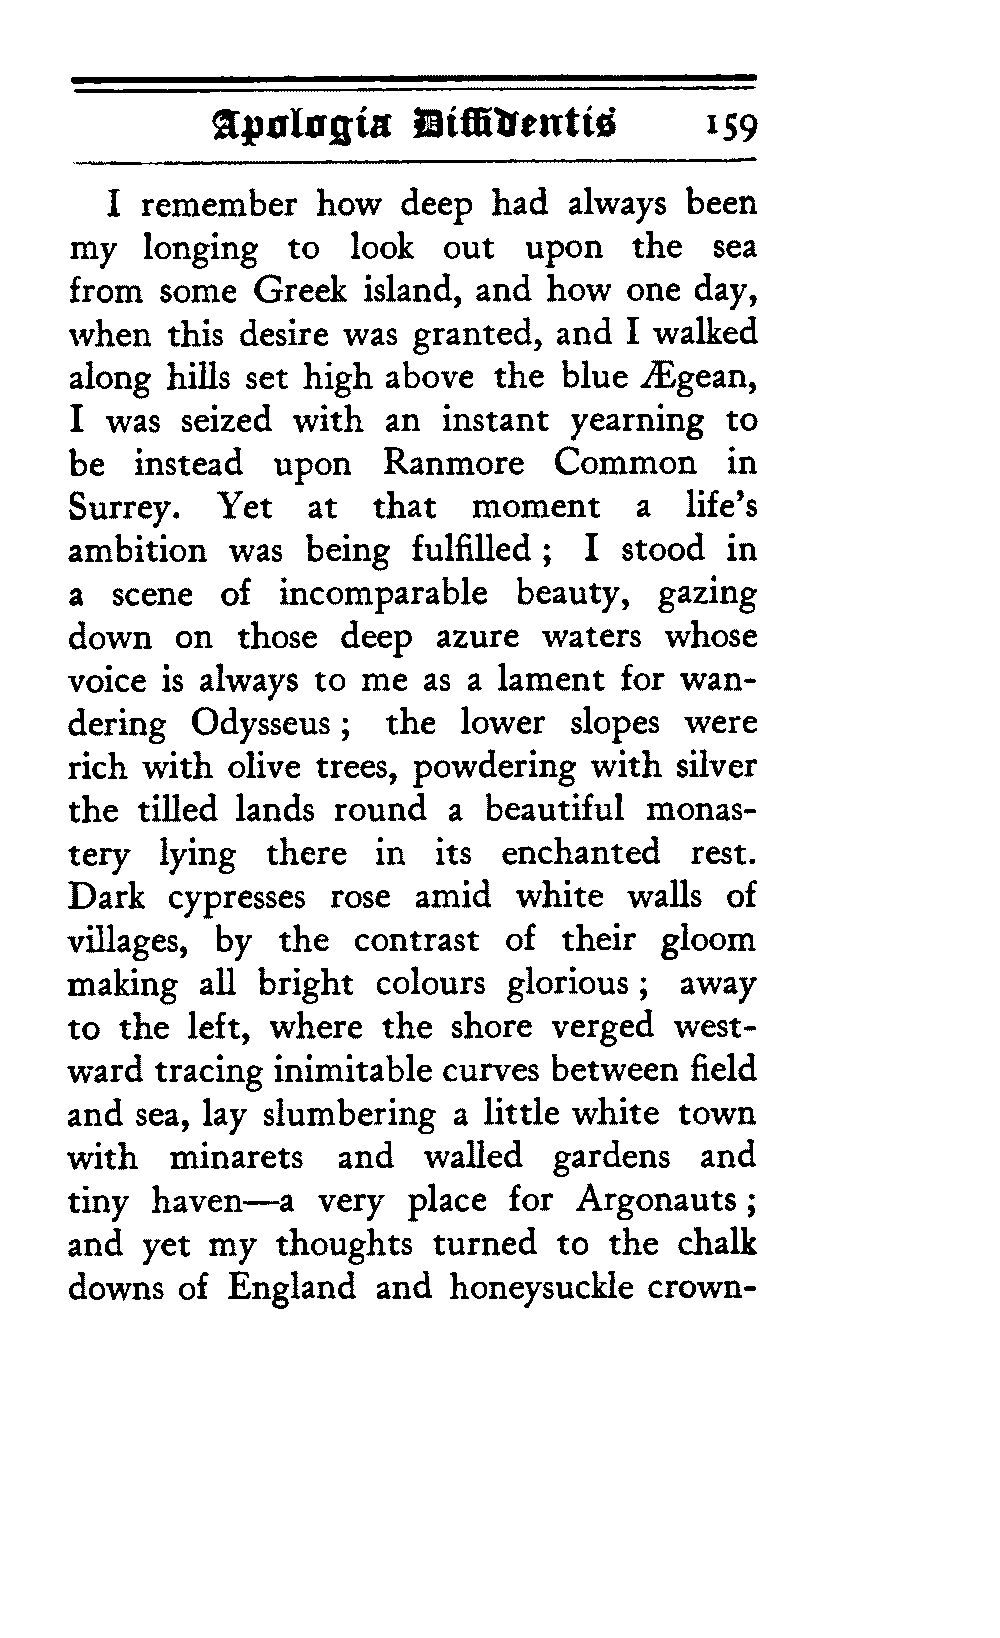 Apologia Diffidentis 159
I remember how deep had always been
my longing to look out upon the sea
from some Greek island, and how one day,
when this desire was granted, and I walked
along hills set high above the blue Ægean,
I was seized with an instant yearning to
be instead upon Ranmore Common in
Surrey. Yet at that moment a life's
ambition was being fulfilled ; I stood in
a scene of incomparable beauty, gazing
down on those deep azure waters whose
voice is always to me as a lament for wan-
dering Odysseus ; the lower slopes were
rich with olive trees, powdering with silver
the tilled lands round a beautiful monas-
tery lying there in its enchanted rest.
Dark cypresses rose amid white walls of
villages, by the contrast of their gloom
making all bright colours glorious ; away
to the left, where the shore verged west-
ward tracing inimitable curves between field
and sea, lay slumbering a little white town
with minarets and walled gardens and
tiny haven—a very place for Argonauts ;
and yet my thoughts turned to the chalk
downs of England and honeysuckle crown-